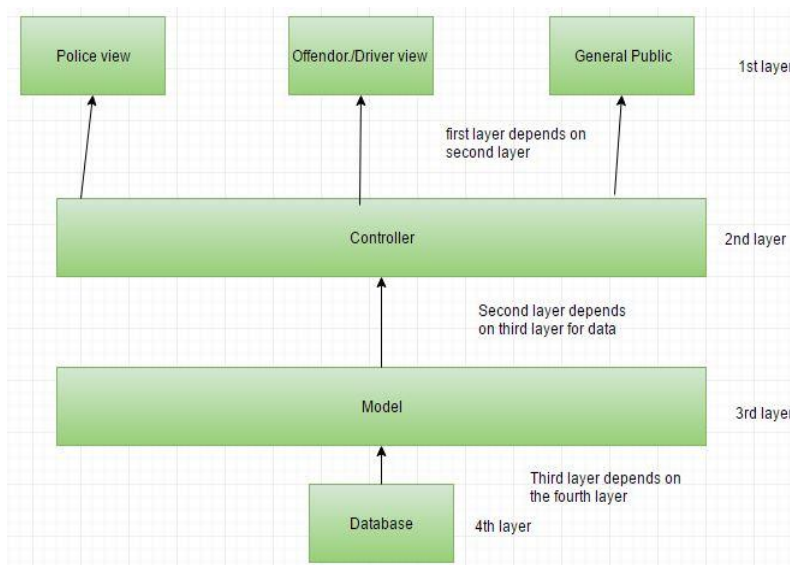 Police view
Offendor./Driver view
General Public
1st layer
first layer depends on
second layer
Controller
2nd layer
Second layer depends
on third layer for data
Model
3rd layer
Third layer depends on
the fourth layer
Database
4th layer